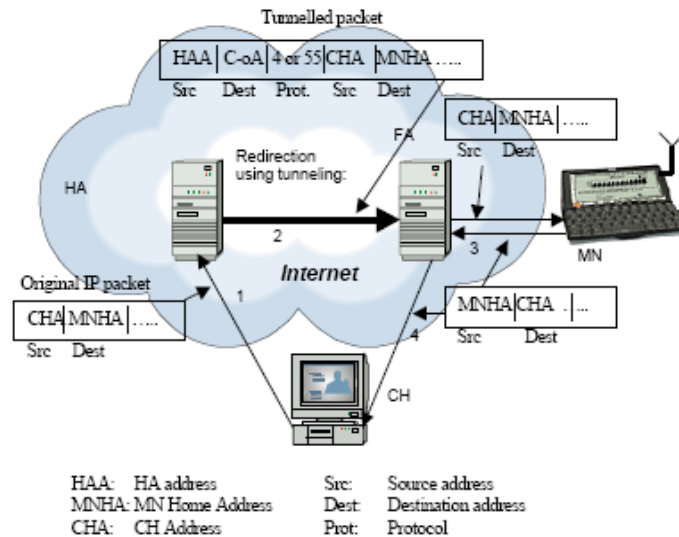 Tunnelled packet
HAA C-oA 4 or 55 CHA MNHA .....
Src Dest Prot. Src Dest
CHA MNHA .....
Src Dest
FA
HA
Redirection
using tunneling:
2
3
MN
Internet
Original IP packet
1
CHA MNHA .....
Src Dest
MNHA CHA . ...
Src Dest
4
CH
HAA: HA address Src: Source address
MNHA: MN Home Address Dest: Destination address
CHA: CH Address Prot: Protocol